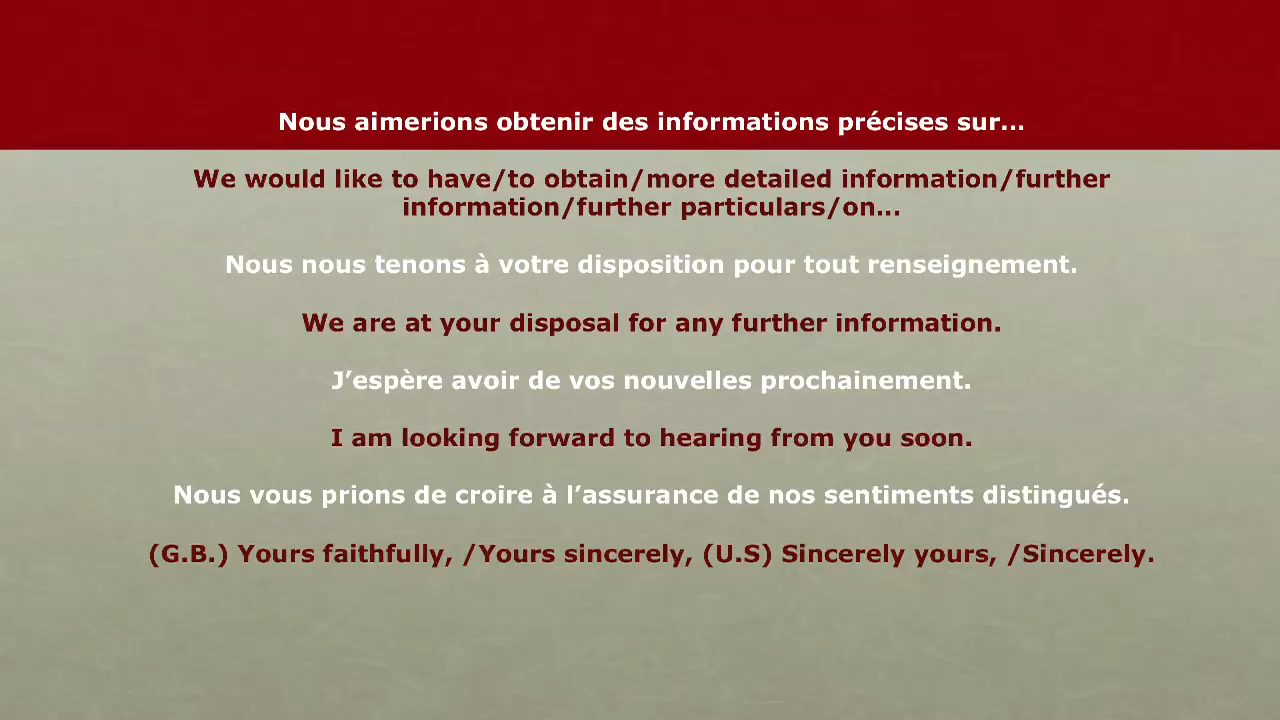 Nous aimerions obtenir des informations précises sur…
We would like to have/to obtain/more detailed information/further
information/further particulars/on…
Nous nous tenons à votre disposition pour tout renseignement.
We are at your disposal for any further information.
J’espère avoir de vos nouvelles prochainement.
I am looking forward to hearing from you soon.
Nous vous prions de croire à l’assurance de nos sentiments distingués.
(G.B.) Yours faithfully, /Yours sincerely, (U.S) Sincerely yours, /Sincerely.